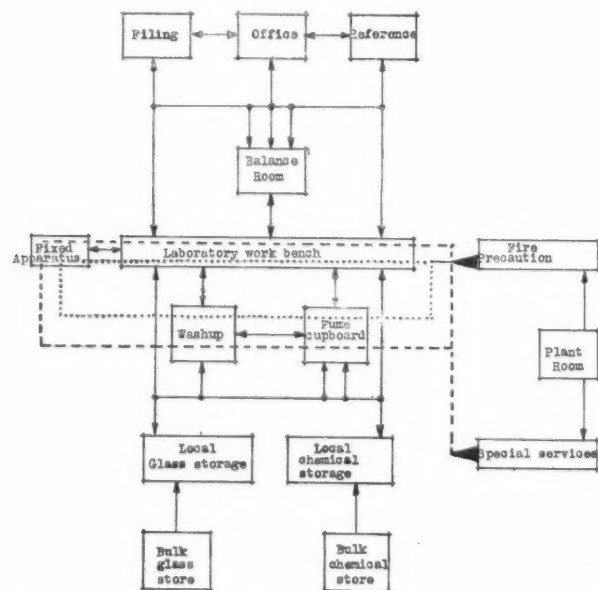 Filing
Office
Reference
Balance
Room
Fixed
Apparatus
Laboratory work bench
Fire
Precaution
Washup
Fume
cupboard
Plant
Room
Local
Glass storage
Local
chemical
storage
Special services
Bulk
glass
store
Bulk
chemical
store